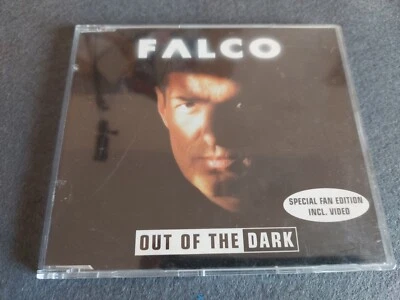 FALCO
SPECIAL FAN EDITION
INCL. VIDEO
OUT OF THE DARK